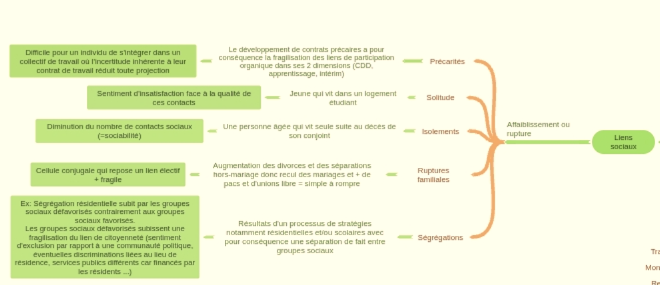 Difficile pour un individu de s'intégrer dans un
collectif de travail où l'incertitude inhérente à leur
contrat de travail réduit toute projection
Le développement de contrats précaires a pour
conséquence la fragilisation des liens de participation
organique dans ses 2 dimensions (CDD,
apprentissage, intérim)
Précarités
Sentiment d'insatisfaction face à la qualité de
ces contacts
Jeune qui vit dans un logement
étudiant
Solitude
Diminution du nombre de contacts sociaux
(=sociabilité)
Une personne âgée qui vit seule suite au décès de
son conjoint
Isolements
Cellule conjugale qui repose un lien électif
+ fragile
Augmentation des divorces et des séparations
hors-mariage donc recul des mariages et + de
pacs et d'unions libre = simple à rompre
Ruptures
familiales
Ex: Ségrégation résidentielle subit par les groupes
sociaux défavorisés contrairement aux groupes
sociaux favorisés.
Les groupes sociaux défavorisés subissent une
fragilisation du lien de citoyenneté (sentiment
d'exclusion par rapport à une communauté politique,
éventuelles discriminations liées au lieu de
résidence, services publics différents car financés par
les résidents ...)
Résultats d'un processus de stratégies
notamment résidentielles et/ou scolaires avec
pour conséquence une séparation de fait entre
groupes sociaux
Ségrégations
Affaiblissement ou
rupture
Liens
sociaux
Tra
Mon
Re